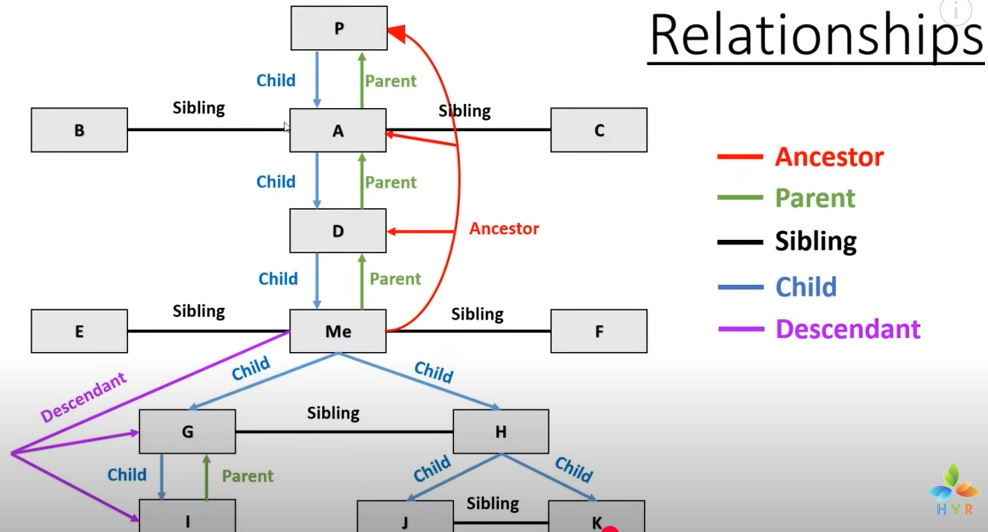 Relationships
P
Child
Parent
Sibling
Sibling
B
A
C
Child
Parent
D
Ancestor
Child
Parent
Sibling
Sibling
E
Me
F
Child
Child
Descendant
Sibling
G
H
Child
Parent
Child
Child
Sibling
I
J
K
Ancestor
Parent
Sibling
Child
Descendant
HYR
i